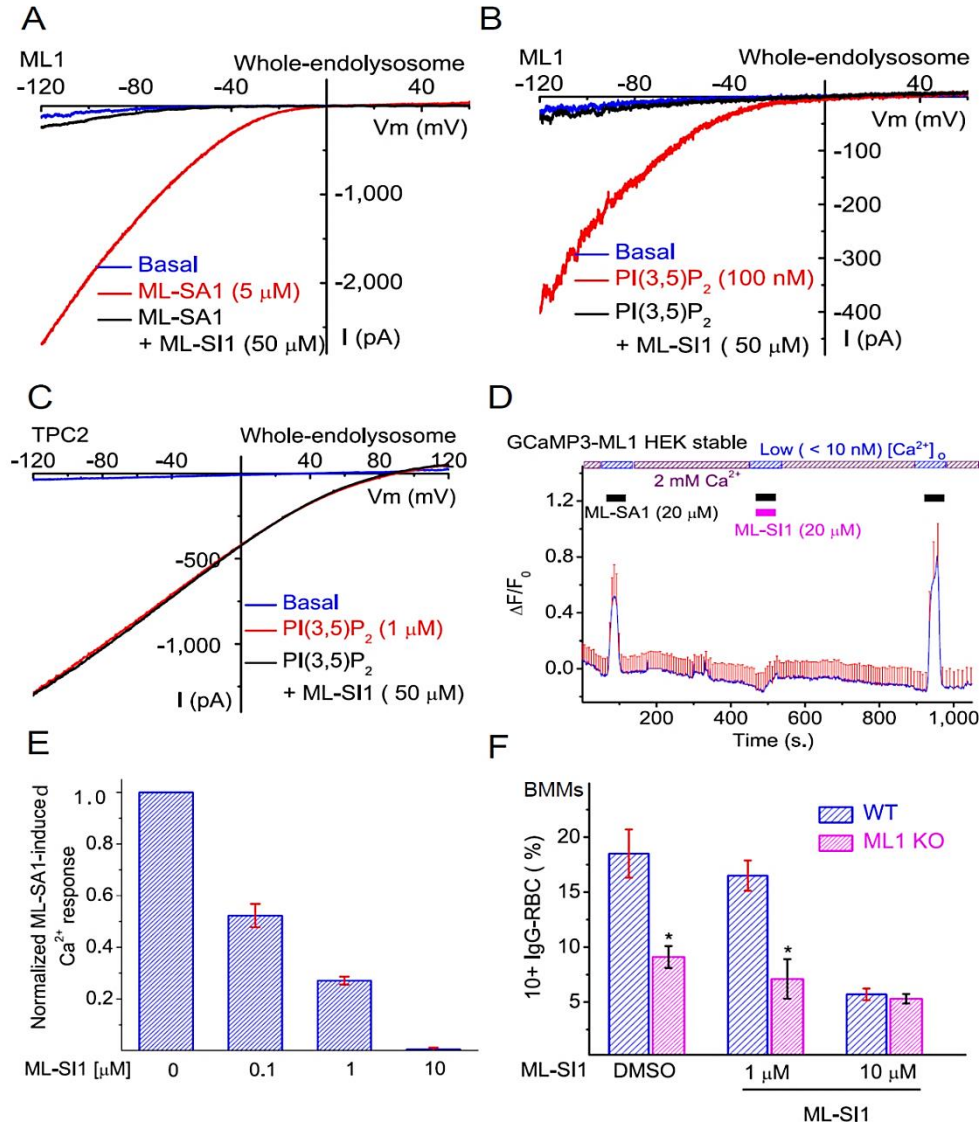 A
ML1
Whole-endolysosome
-120
-80
-40
40
Vm (mV)
-1,000
-2,000
Basal
ML-SA1 (5 μM)
ML-SA1
+ ML-SI1 (50 μM)
I (pA)
B
ML1
Whole-endolysosome
-120
-80
-40
0
40
Vm (mV)
-100
-200
-300
-400
Basal
PI(3,5)P2 (100 nM)
PI(3,5)P2
+ ML-SI1 ( 50 μM)
I (pA)
C
TPC2
Whole-endolysosome
-120
-80
-40
0
40
80
120
Vm (mV)
-500
-1,000
Basal
PI(3,5)P2 (1 μM)
PI(3,5)P2
+ ML-SI1 ( 50 μM)
I (pA)
D
GCaMP3-ML1 HEK stable
Low ( < 10 nM) [Ca2+]o
2 mM Ca2+
ML-SA1 (20 μM)
ML-SI1 (20 μM)
ΔF/F0
1.2
0.8
0.4
0.0
200
400
600
800
1,000
Time (s.)
E
Normalized ML-SA1-induced
Ca2+ response
1.0
0.8
0.6
0.4
0.2
ML-SI1 [μM]
0
0.1
1
10
F
BMMs
WT
ML1 KO
10+ IgG-RBC ( %)
20
15
10
5
*
*
ML-SI1
DMSO
1 μM
10 μM
ML-SI1